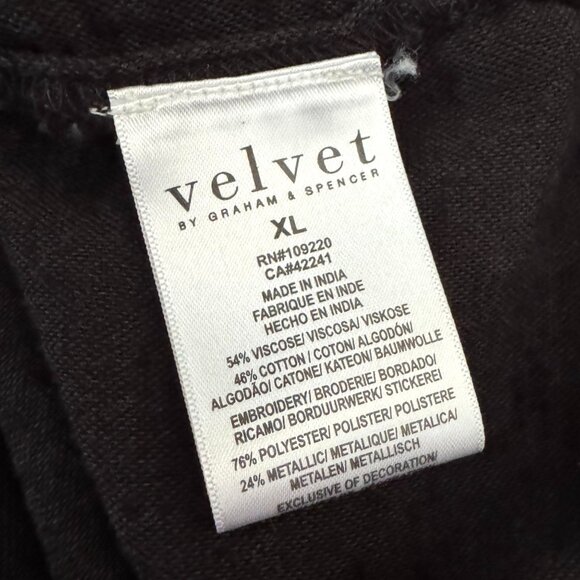 velvet
BY GRAHAM & SPENCER
XL
RN#109220
CA#42241
MADE IN INDIA
FABRIQUE EN INDE
HECHO EN INDIA
54% VISCOSE/ VISCOSA/ VISKOSE
46% COTTON/ COTON/ ALGODÓN/
ALGODÃO/ CATONE/ KATEON/ BAUMWOLLE
EMBROIDERY/ BRODERIE/ BORDADO/
RICAMO/ BORDUURWERK/ STICKEREI
76% POLYESTER/ POLISTER/ POLISTERE
24% METALLIC/ METALIQUE/ METALICA/
METALEN/ METALLISCH
EXCLUSIVE OF DECORATION/